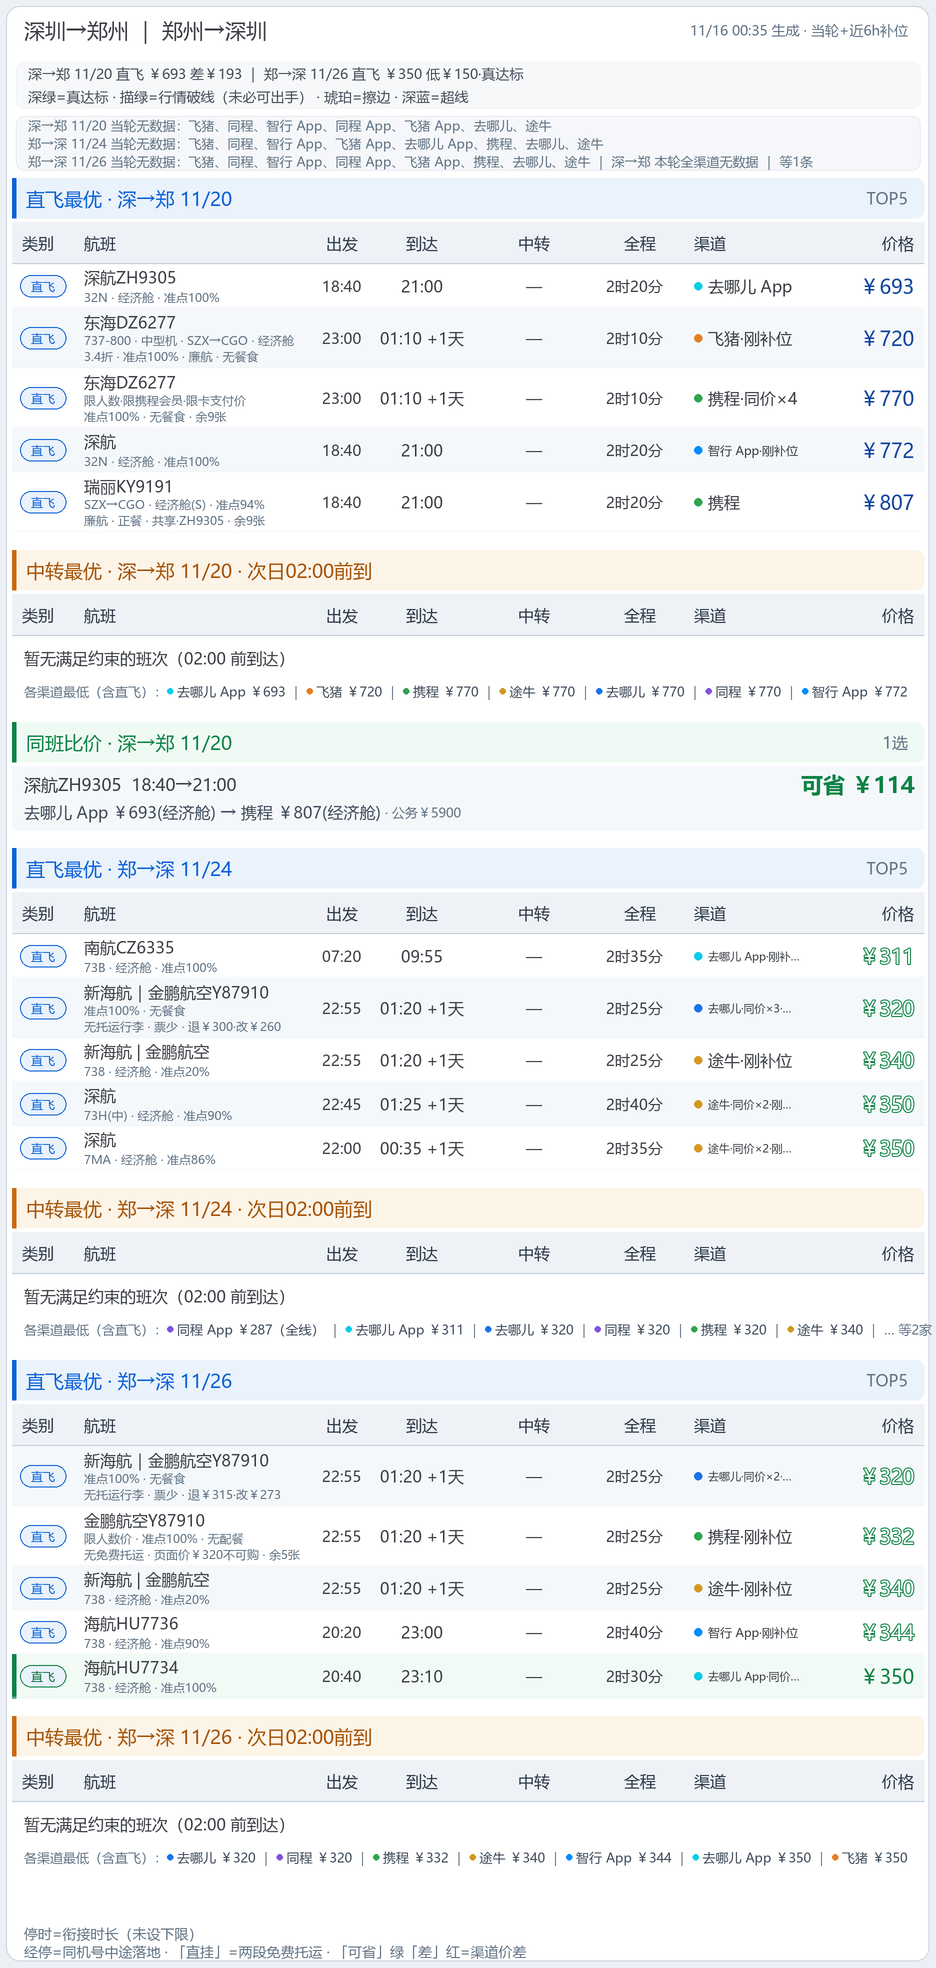 深圳→郑州 | 郑州→深圳
11/16 00:35 生成 · 当轮+近6h补位
深→郑 11/20 直飞 ￥693 差￥193 | 郑→深 11/26 直飞 ￥350 低￥150·真达标
深绿=真达标 · 描绿=行情破线（未必可出手） · 琥珀=擦边 · 深蓝=超线
深→郑 11/20 当轮无数据：飞猪、同程、智行 App、同程 App、飞猪 App、去哪儿、途牛
郑→深 11/24 当轮无数据：飞猪、同程、智行 App、飞猪 App、去哪儿 App、携程、去哪儿、途牛
郑→深 11/26 当轮无数据：飞猪、同程、智行 App、同程 App、飞猪 App、携程、去哪儿、途牛 | 深→郑 本轮全渠道无数据 | 等1条
直飞最优 · 深→郑 11/20 TOP5
类别 航班 出发 到达 中转 全程 渠道 价格
深航ZH9305
直飞 18:40 21:00 — 2时20分 去哪儿 App ￥693
32N · 经济舱 · 准点100%
东海DZ6277
737-800 · 中型机 · SZX→CGO · 经济舱
直飞 23:00 01:10 +1天 — 2时10分 飞猪·刚补位 ￥720
3.4折 · 准点100% · 廉航 · 无餐食
东海DZ6277
限人数·限携程会员·限卡支付价
直飞 23:00 01:10 +1天 — 2时10分 携程·同价×4 ￥770
准点100% · 无餐食 · 余9张
深航
直飞 18:40 21:00 — 2时20分 智行 App·刚补位 ￥772
32N · 经济舱 · 准点100%
瑞丽KY9191
SZX→CGO · 经济舱(S) · 准点94%
直飞 18:40 21:00 — 2时20分 携程 ￥807
廉航 · 正餐 · 共享·ZH9305 · 余9张
中转最优 · 深→郑 11/20 · 次日02:00前到
类别 航班 出发 到达 中转 全程 渠道 价格
暂无满足约束的班次（02:00 前到达）
各渠道最低（含直飞）: 去哪儿 App ￥693 | 飞猪 ￥720 | 携程 ￥770 | 途牛 ￥770 | 去哪儿 ￥770 | 同程 ￥770 | 智行 App ￥772
同班比价 · 深→郑 11/20 1选
深航ZH9305 18:40→21:00 可省 ￥114
去哪儿 App ￥693(经济舱) → 携程 ￥807(经济舱) · 公务￥5900
直飞最优 · 郑→深 11/24 TOP5
类别 航班 出发 到达 中转 全程 渠道 价格
南航CZ6335
直飞 07:20 09:55 — 2时35分 去哪儿 App·刚补... ￥311
73B · 经济舱 · 准点100%
新海航 | 金鹏航空Y87910
准点100% · 无餐食
直飞 22:55 01:20 +1天 — 2时25分 去哪儿·同价×3·... ￥320
无托运行李 · 票少 · 退￥300·改￥260
新海航 | 金鹏航空
直飞 22:55 01:20 +1天 — 2时25分 途牛·刚补位 ￥340
738 · 经济舱 · 准点20%
深航
直飞 22:45 01:25 +1天 — 2时40分 途牛·同价×2·刚... ￥350
73H(中) · 经济舱 · 准点90%
深航
直飞 22:00 00:35 +1天 — 2时35分 途牛·同价×2·刚... ￥350
7MA · 经济舱 · 准点86%
中转最优 · 郑→深 11/24 · 次日02:00前到
类别 航班 出发 到达 中转 全程 渠道 价格
暂无满足约束的班次（02:00 前到达）
各渠道最低（含直飞）: 同程 App ￥287（全线） | 去哪儿 App ￥311 | 去哪儿 ￥320 | 同程 ￥320 | 携程 ￥320 | 途牛 ￥340 | ... 等2家
直飞最优 · 郑→深 11/26 TOP5
类别 航班 出发 到达 中转 全程 渠道 价格
新海航 | 金鹏航空Y87910
准点100% · 无餐食
直飞 22:55 01:20 +1天 — 2时25分 去哪儿·同价×2·... ￥320
无托运行李 · 票少 · 退￥315·改￥273
金鹏航空Y87910
限人数价 · 准点100% · 无配餐
直飞 22:55 01:20 +1天 — 2时25分 携程·刚补位 ￥332
无免费托运 · 页面价￥320不可购 · 余5张
新海航 | 金鹏航空
直飞 22:55 01:20 +1天 — 2时25分 途牛·刚补位 ￥340
738 · 经济舱 · 准点20%
海航HU7736
直飞 20:20 23:00 — 2时40分 智行 App·刚补位 ￥344
738 · 经济舱 · 准点90%
海航HU7734
直飞 20:40 23:10 — 2时30分 去哪儿 App·同价... ￥350
738 · 经济舱 · 准点100%
中转最优 · 郑→深 11/26 · 次日02:00前到
类别 航班 出发 到达 中转 全程 渠道 价格
暂无满足约束的班次（02:00 前到达）
各渠道最低（含直飞）: 去哪儿 ￥320 | 同程 ￥320 | 携程 ￥332 | 途牛 ￥340 | 智行 App ￥344 | 去哪儿 App ￥350 | 飞猪 ￥350
停时=衔接时长（未设下限）
经停=同机号中途落地 · 「直挂」=两段免费托运 · 「可省」绿「差」红=渠道价差